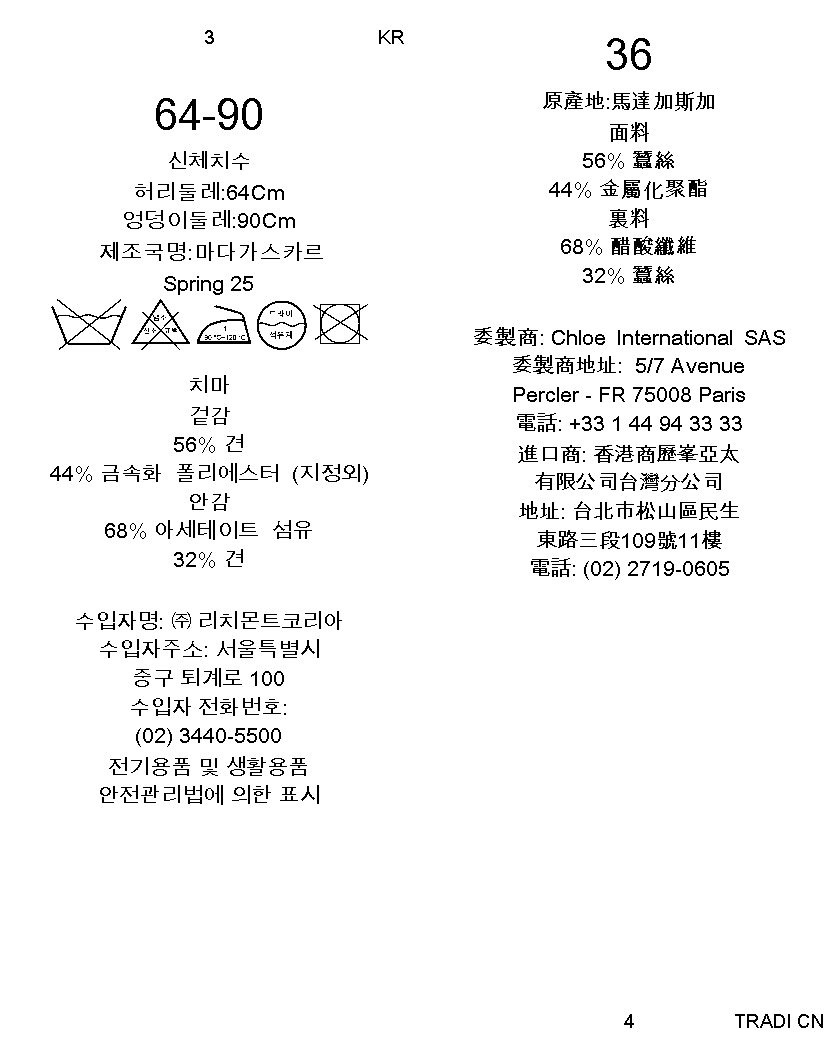 3 KR
64-90
신체치수
허리둘레:64Cm
엉덩이둘레:90Cm
제조국명:마다가스카르
Spring 25
염소
산소 표백
1
80 °C~120 °C
드라이
석유계
치마
겉감
56% 견
44% 금속화 폴리에스터 (지정외)
안감
68% 아세테이트 섬유
32% 견
수입자명: ㈜ 리치몬트코리아
수입자주소: 서울특별시
중구 퇴계로 100
수입자 전화번호:
(02) 3440-5500
전기용품 및 생활용품
안전관리법에 의한 표시
36
原產地:馬達加斯加
面料
56% 蠶絲
44% 金屬化聚酯
裏料
68% 醋酸纖維
32% 蠶絲
委製商: Chloe International SAS
委製商地址: 5/7 Avenue
Percler - FR 75008 Paris
電話: +33 1 44 94 33 33
進口商: 香港商歷峯亞太
有限公司台灣分公司
地址: 台北市松山區民生
東路三段109號11樓
電話: (02) 2719-0605
4 TRADI CN